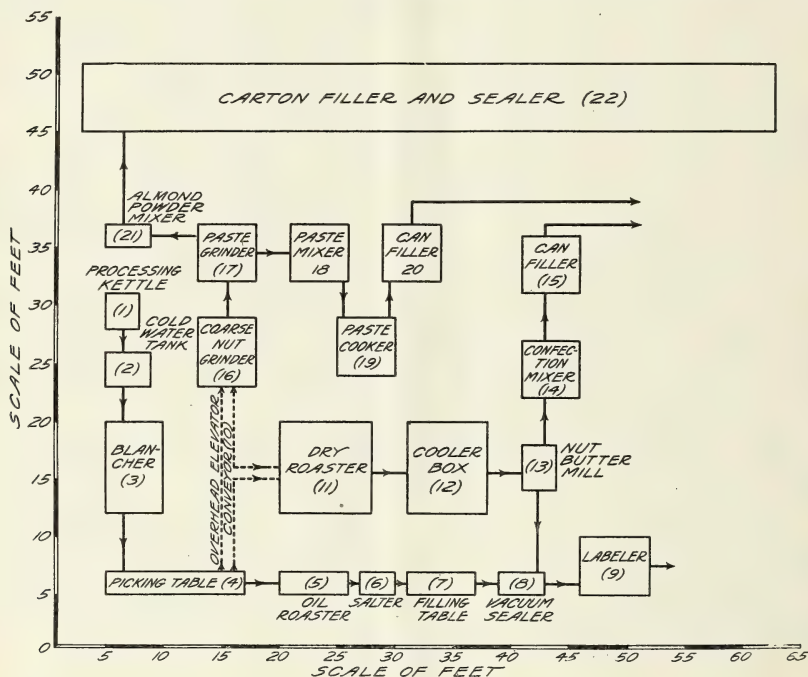 55
50
45
40
35
30
25
20
15
10
5
0
SCALE OF FEET
CARTON FILLER AND SEALER (22)
ALMOND
POWDER
MIXER
(21)
PASTE
GRINDER
(17)
PASTE
MIXER
18
CAN
FILLER
20
CAN
FILLER
(15)
PROCESSING
KETTLE
(1)
COLD
WATER
TANK
(2)
COARSE
NUT
GRINDER
(16)
PASTE
COOKER
(19)
CONFEC-
TION
MIXER
(14)
BLAN-
CHER
(3)
OVERHEAD ELEVATOR
CONVEYOR (10)
DRY
ROASTER
(11)
COOLER
BOX
(12)
(13)
NUT
BUTTER
MILL
PICKING TABLE (4)
(5)
OIL
ROASTER
(6)
SALTER
(7)
FILLING
TABLE
(8)
VACUUM
SEALER
LABELER
(9)
5
10
15
20
25
30
35
40
45
50
55
60
65
SCALE OF FEET